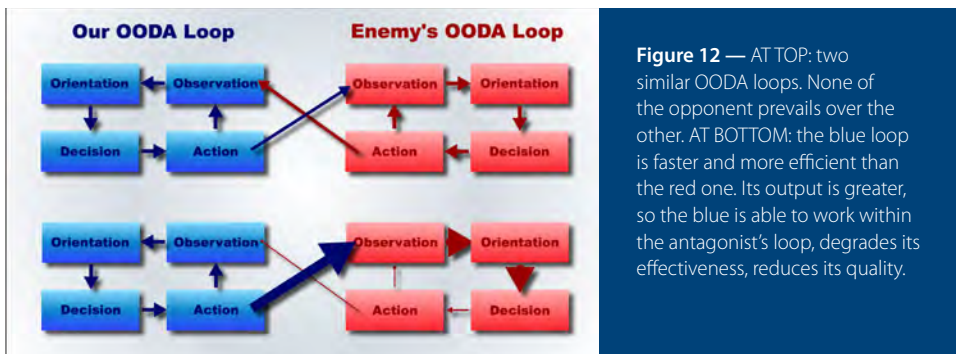 Our OODA Loop
Enemy's OODA Loop
Orientation
Observation
Observation
Orientation
Decision
Action
Action
Decision
Orientation
Observation
Observation
Orientation
Decision
Action
Action
Decision
Figure 12 — AT TOP: two
similar OODA loops. None of
the opponent prevails over the
other. AT BOTTOM: the blue loop
is faster and more efficient than
the red one. Its output is greater,
so the blue is able to work within
the antagonist's loop, degrades its
effectiveness, reduces its quality.